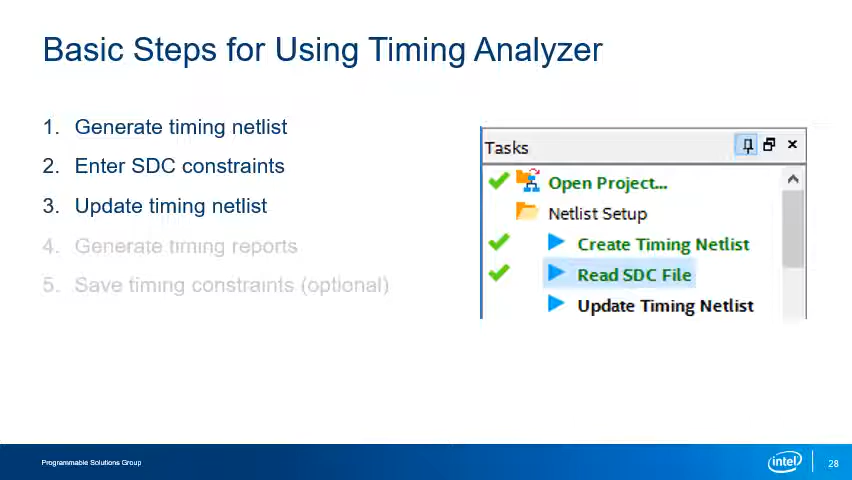 Basic Steps for Using Timing Analyzer
1. Generate timing netlist
2. Enter SDC constraints
3. Update timing netlist
4. Generate timing reports
5. Save timing constraints (optional)
Tasks
Open Project...
Netlist Setup
Create Timing Netlist
Read SDC File
Update Timing Netlist
Programmable Solutions Group
intel
28